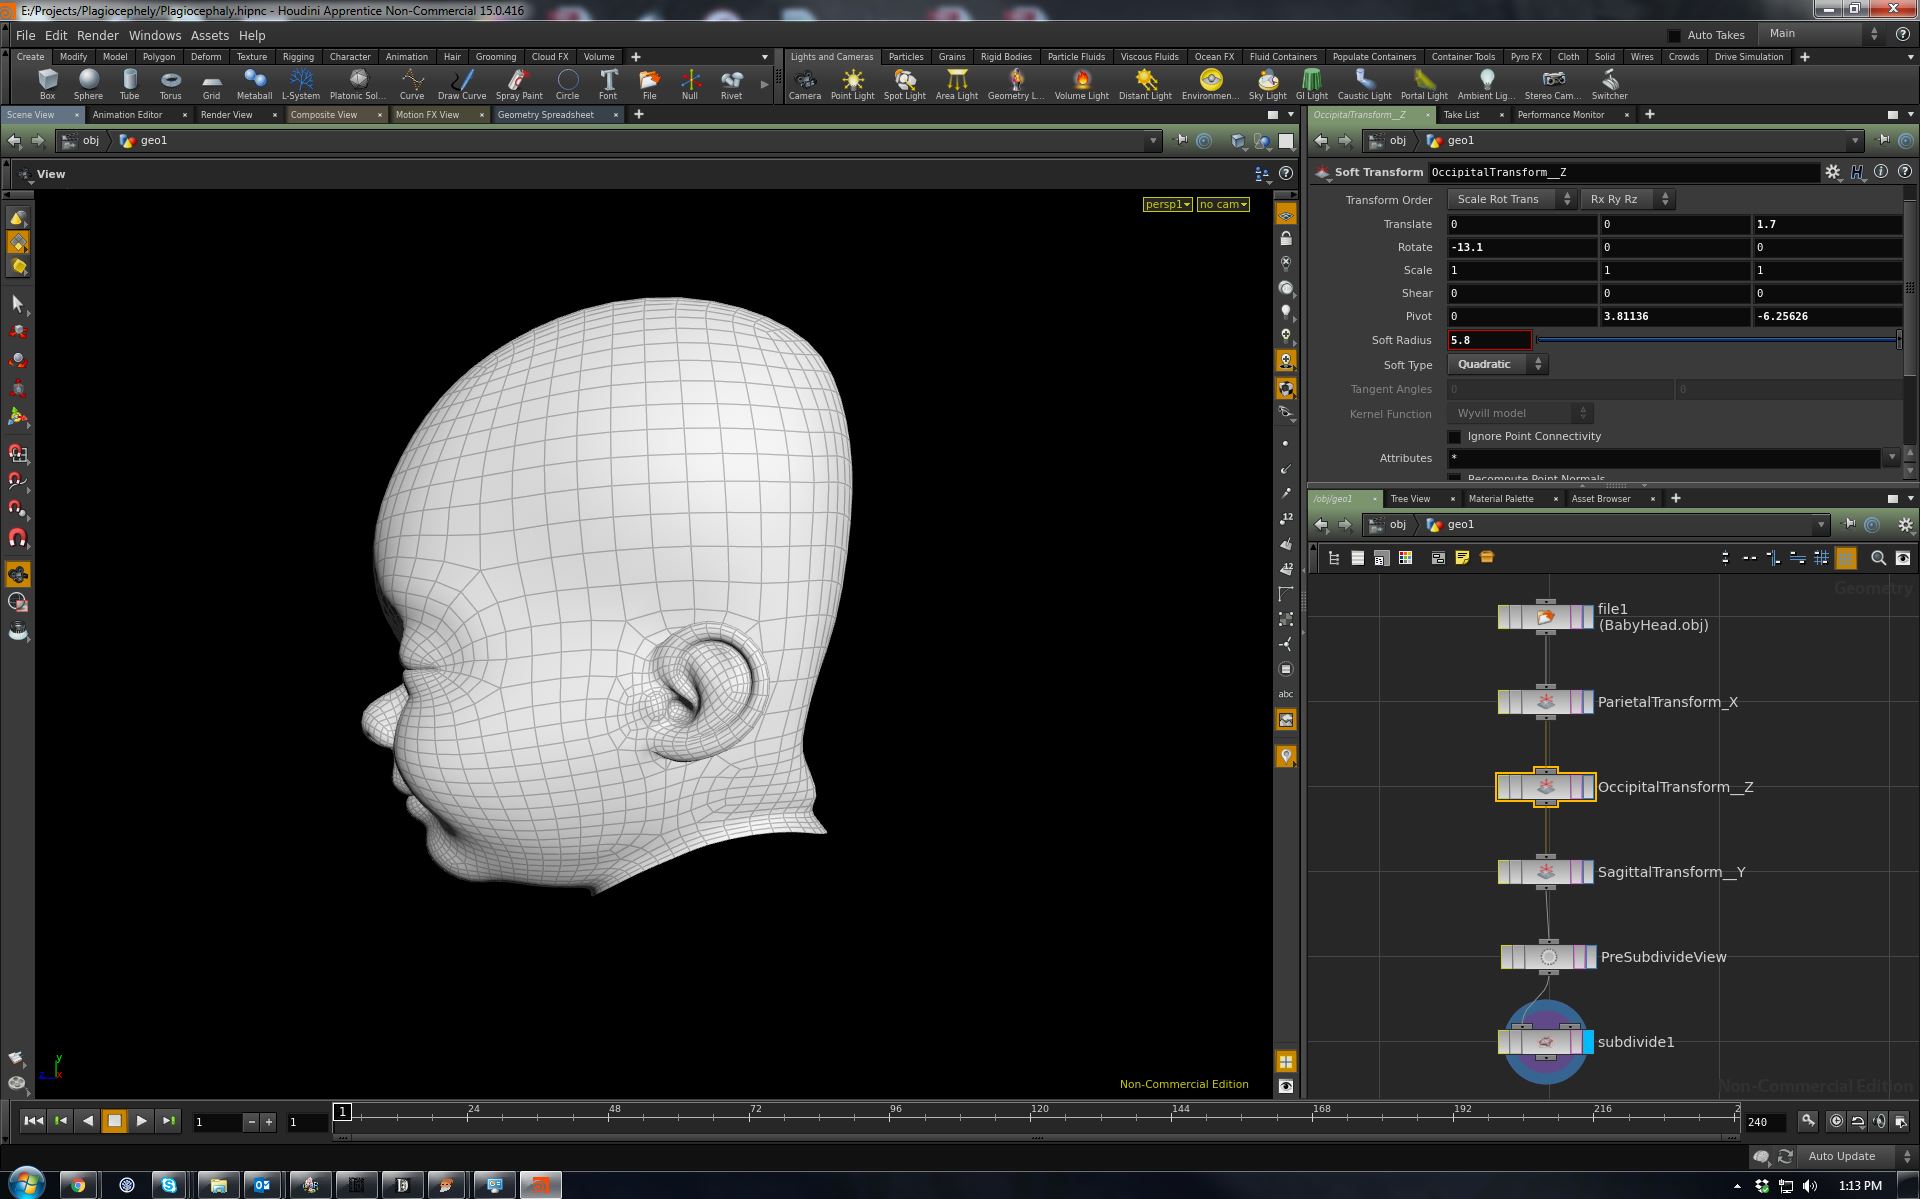 E:/Projects/Plagiocephely/Plagiocephaly.hipnc - Houdini Apprentice Non-Commercial 15.0.416
File Edit Render Windows Assets Help
Auto Takes Main
Create Modify Model Polygon Deform Texture Rigging Character Animation Hair Grooming Cloud FX Volume
Lights and Cameras Particles Grains Rigid Bodies Particle Fluids Viscous Fluids Ocean FX Fluid Containers Populate Containers Container Tools Pyro FX Cloth Solid Wires Crowds Drive Simulation
Box Sphere Tube Torus Grid Metaball L-System Platonic Sol... Curve Draw Curve Spray Paint Circle Font File Null Rivet
Camera Point Light Spot Light Area Light Geometry L... Volume Light Distant Light Environmen... Sky Light GI Light Caustic Light Portal Light Ambient Lig... Stereo Cam... Switcher
Scene View Animation Editor Render View Composite View Motion FX View Geometry Spreadsheet
OccipitalTransform__Z Take List Performance Monitor
obj geo1
obj geo1
View
persp1 no cam
Soft Transform OccipitalTransform__Z
Transform Order Scale Rot Trans Rx Ry Rz
Translate 0 0 1.7
Rotate -13.1 0 0
Scale 1 1 1
Shear 0 0 0
Pivot 0 3.81136 -6.25626
Soft Radius 5.8
Soft Type Quadratic
Tangent Angles 0 0
Kernel Function Wyvill model
Ignore Point Connectivity
Attributes *
Recompute Point Normals
/obj/geo1 Tree View Material Palette Asset Browser
obj geo1
12
12
abc
Geometry
file1
(BabyHead.obj)
ParietalTransform_X
OccipitalTransform__Z
SagittalTransform__Y
PreSubdivideView
subdivide1
Non-Commercial Edition
y
z x
Non-Commercial Edition
1 1 1 24 48 72 96 120 144 168 192 216 2 240
Auto Update
1:13 PM